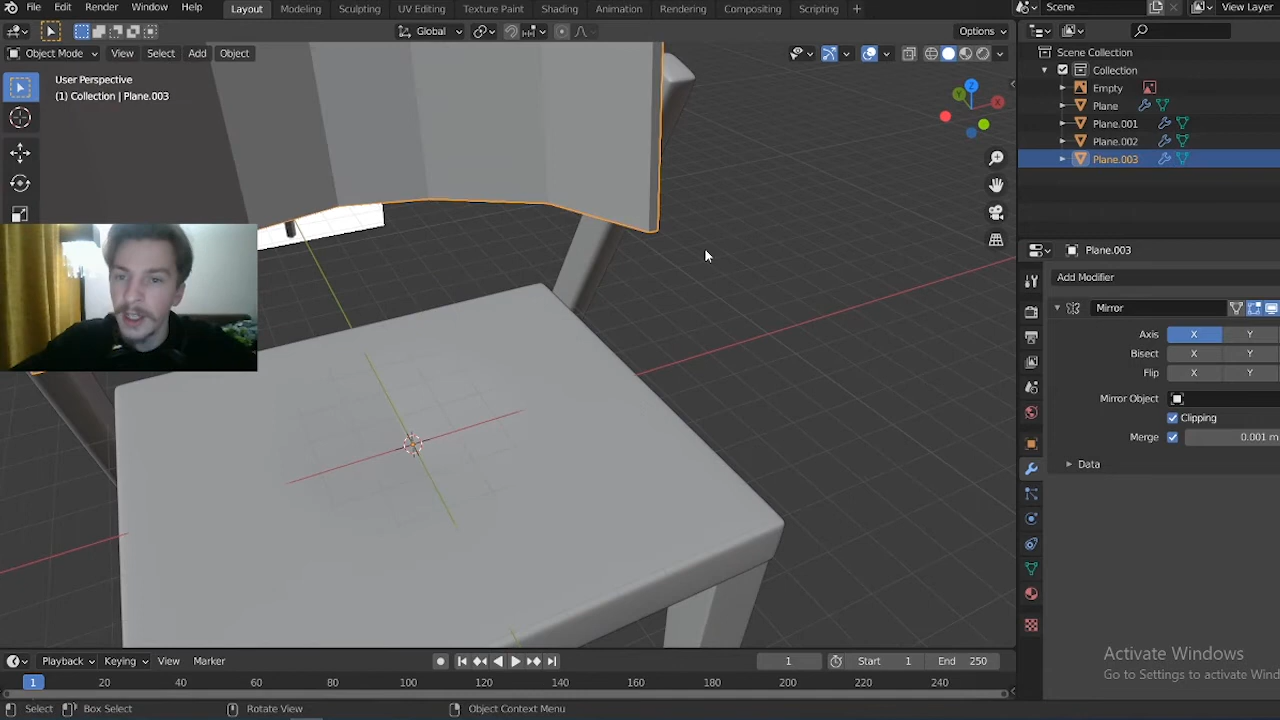 File Edit Render Window Help Layout Modeling Sculpting UV Editing Texture Paint Shading Animation Rendering Compositing Scripting + Scene View Layer
Global Options
Object Mode View Select Add Object
User Perspective
(1) Collection | Plane.003
Z
Y
X
Scene Collection
Collection
Empty
Plane
Plane.001
Plane.002
Plane.003
Plane.003
Add Modifier
Mirror
Axis X Y
Bisect X Y
Flip X Y
Mirror Object
Clipping
Merge 0.001 m
Data
Activate Windows
Go to Settings to activate Wind
Playback Keying View Marker 1 Start 1 End 250
1 20 40 60 80 100 120 140 160 180 200 220 240
Select Box Select Rotate View Object Context Menu